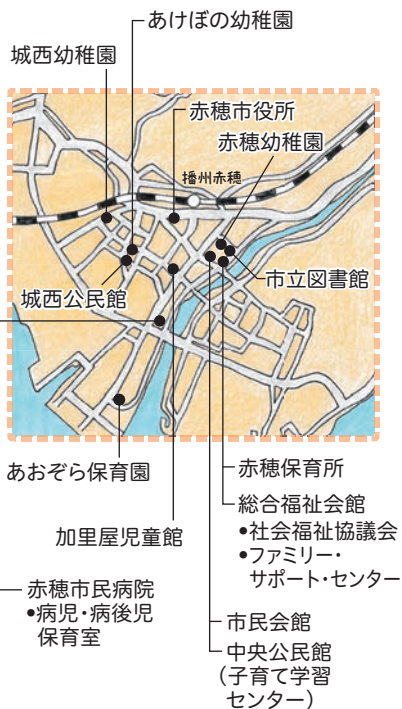 あけぼの幼稚園
城西幼稚園
赤穂市役所
赤穂幼稚園
播州赤穂
市立図書館
城西公民館
あおぞら保育園
赤穂保育所
総合福祉会館
●社会福祉協議会
●ファミリー・
サポート・センター
加里屋児童館
赤穂市民病院
●病児・病後児
保育室
市民会館
中央公民館
(子育て学習
センター)